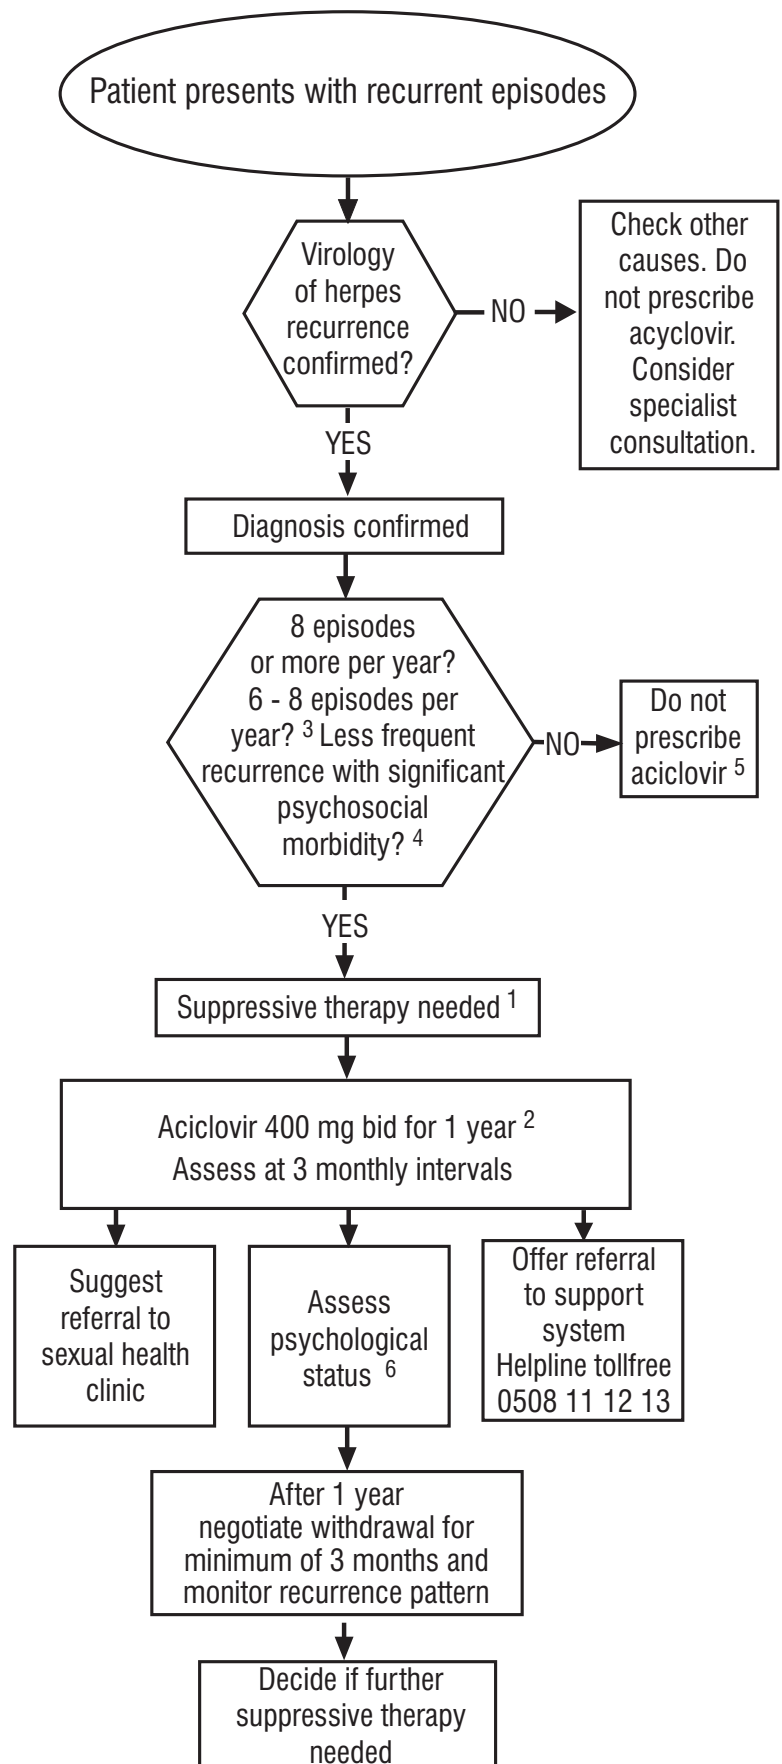 Patient presents with recurrent episodes
Virology
of herpes
recurrence
confirmed?
NO
Check other
causes. Do
not prescribe
acyclovir.
Consider
specialist
consultation.
YES
Diagnosis confirmed
8 episodes
or more per year?
6 - 8 episodes per
year? 3 Less frequent
recurrence with significant
psychosocial
morbidity? 4
NO
Do not
prescribe
aciclovir 5
YES
Suppressive therapy needed 1
Aciclovir 400 mg bid for 1 year 2
Assess at 3 monthly intervals
Suggest
referral to
sexual health
clinic
Assess
psychological
status 6
Offer referral
to support
system
Helpline tollfree
0508 11 12 13
After 1 year
negotiate withdrawal for
minimum of 3 months and
monitor recurrence pattern
Decide if further
suppressive therapy
needed